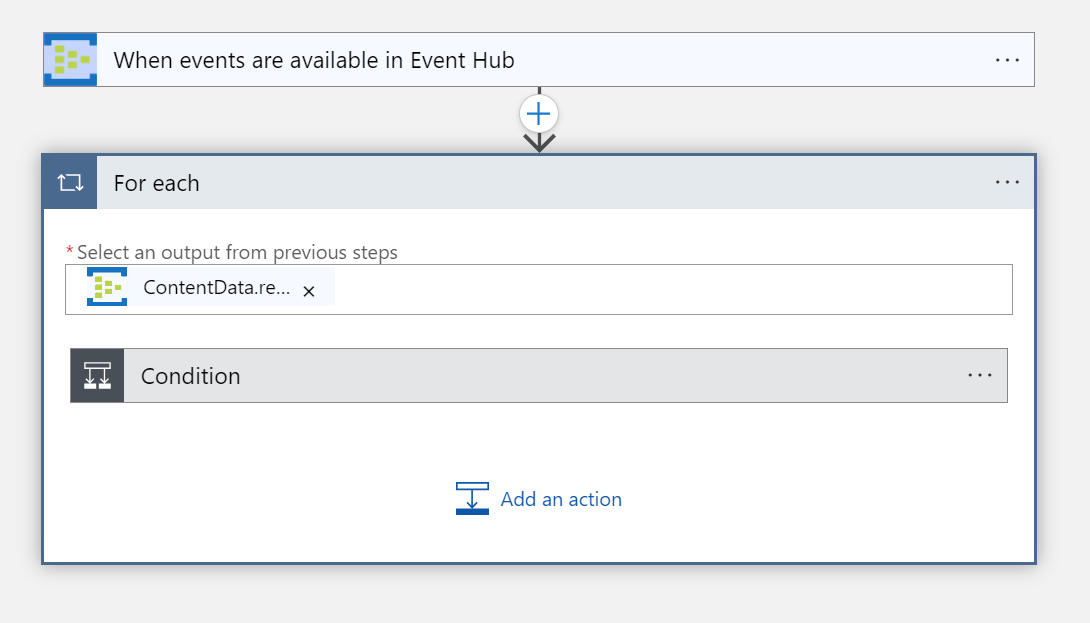 When events are available in Event Hub
For each
* Select an output from previous steps
ContentData.re...
Condition
Add an action